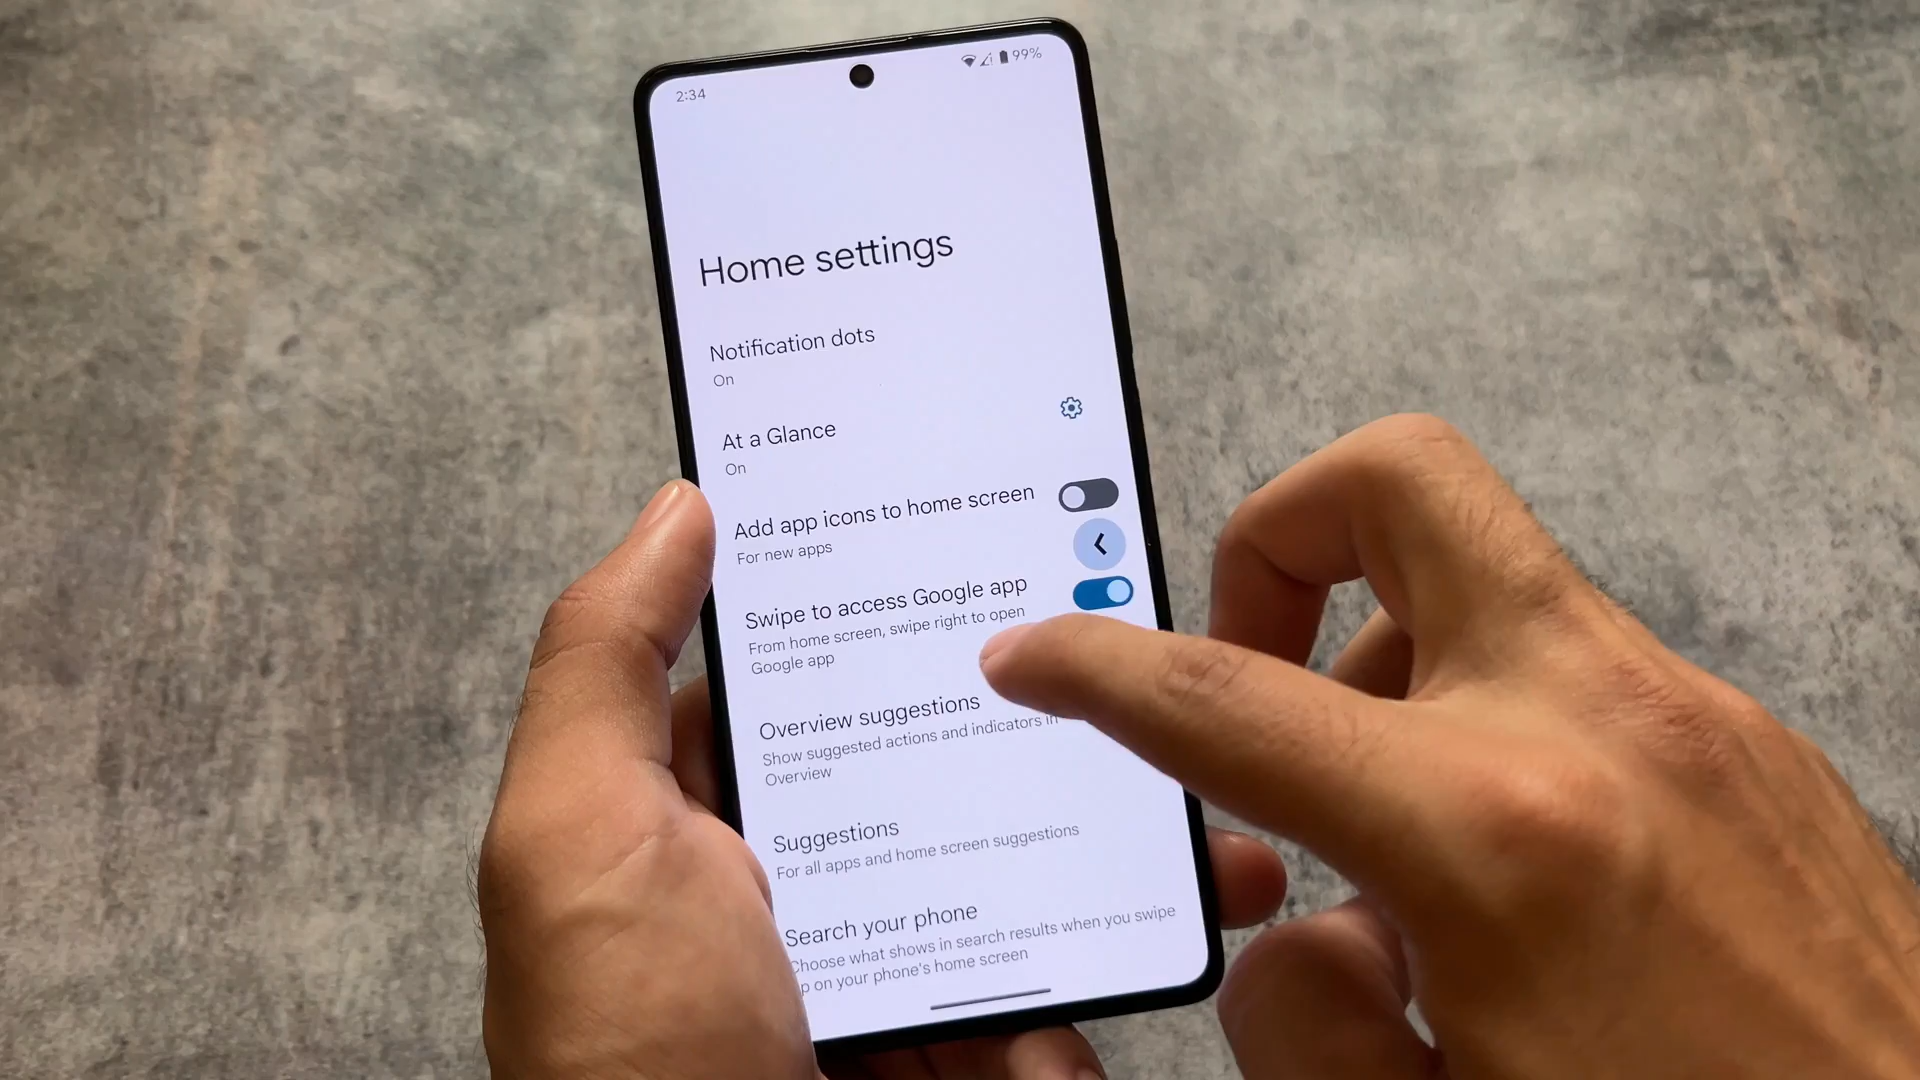 2:34
99%
Home settings
Notification dots
On
At a Glance
On
Add app icons to home screen
For new apps
Swipe to access Google app
From home screen, swipe right to open
Google app
Overview suggestions
Show suggested actions and indicators in
Overview
Suggestions
For all apps and home screen suggestions
Search your phone
Choose what shows in search results when you swipe
on your phone's home screen